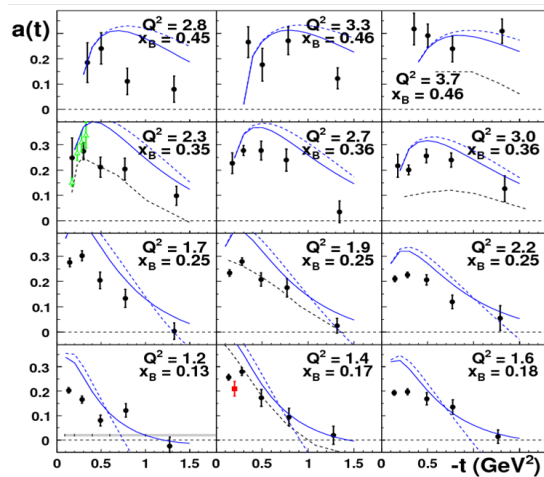 a(t)
Q² = 2.8
x_B = 0.45
Q² = 3.3
x_B = 0.46
Q² = 3.7
x_B = 0.46
0.3
0.2
0.1
0
Q² = 2.3
x_B = 0.35
Q² = 2.7
x_B = 0.36
Q² = 3.0
x_B = 0.36
0.3
0.2
0.1
0
Q² = 1.7
x_B = 0.25
Q² = 1.9
x_B = 0.25
Q² = 2.2
x_B = 0.25
0.3
0.2
0.1
0
Q² = 1.2
x_B = 0.13
Q² = 1.4
x_B = 0.17
Q² = 1.6
x_B = 0.18
0.3
0.2
0.1
0
0 0.5 1 1.5 0.5 1 1.5 0.5 1 1.5
-t (GeV²)